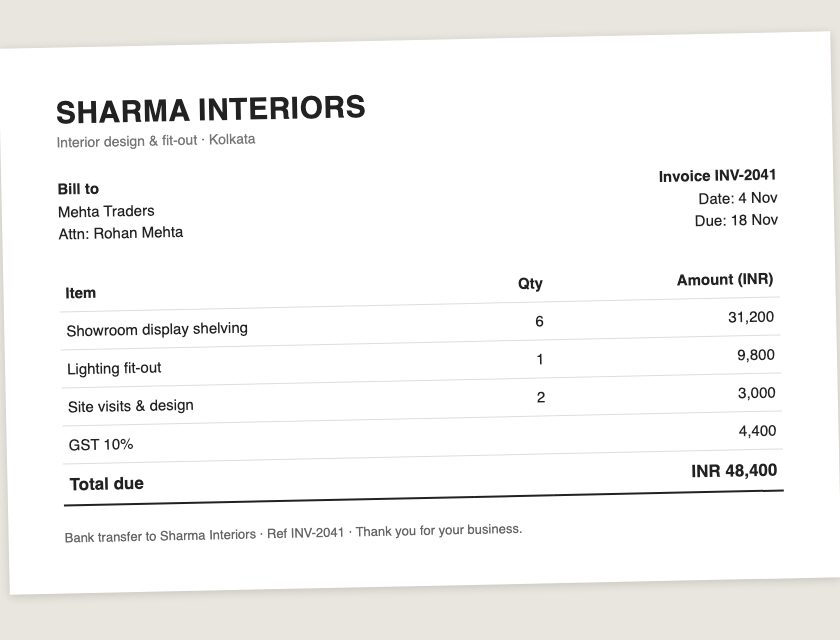 SHARMA INTERIORS
Interior design & fit-out · Kolkata
Bill to
Mehta Traders
Attn: Rohan Mehta
Invoice INV-2041
Date: 4 Nov
Due: 18 Nov
Item Qty Amount (INR)
Showroom display shelving 6 31,200
Lighting fit-out 1 9,800
Site visits & design 2 3,000
GST 10% 4,400
Total due INR 48,400
Bank transfer to Sharma Interiors · Ref INV-2041 · Thank you for your business.